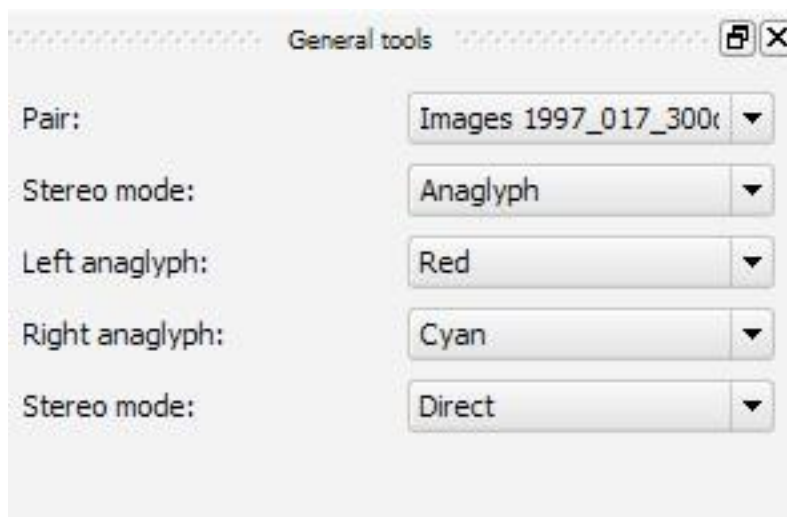 General tools
Pair: Images 1997_017_300
Stereo mode: Anaglyph
Left anaglyph: Red
Right anaglyph: Cyan
Stereo mode: Direct